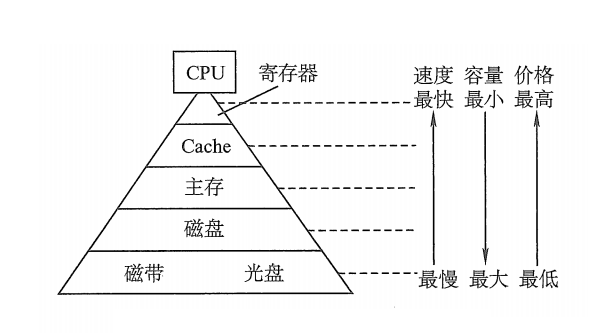 CPU
寄存器
速度 容量 价格
最快 最小 最高
Cache
主存
磁盘
磁带 光盘
最慢 最大 最低